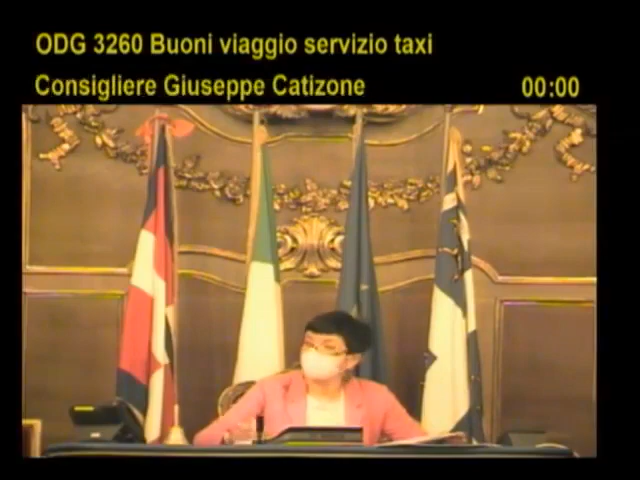 ODG 3260 Buoni viaggio servizio taxi
Consigliere Giuseppe Catizone 00:00